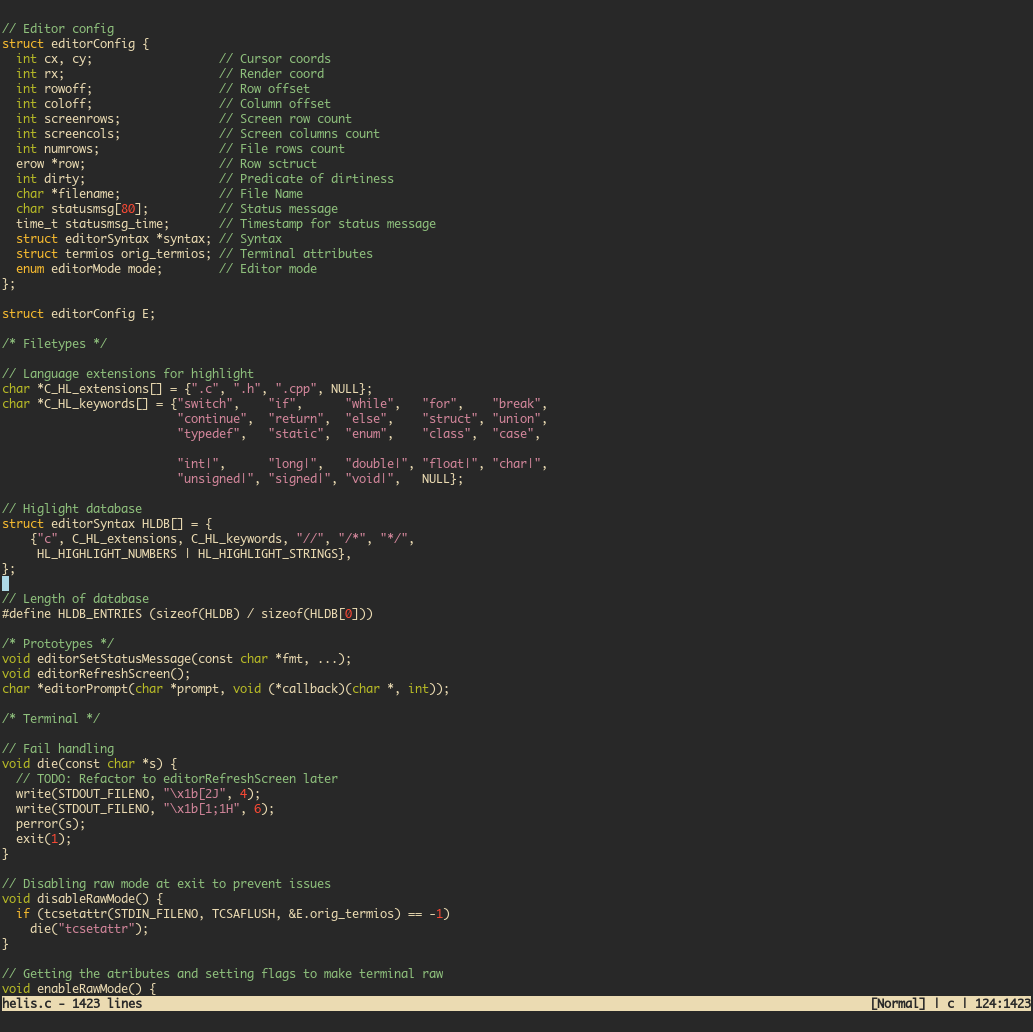 // Editor config
struct editorConfig {
  int cx, cy;                  // Cursor coords
  int rx;                      // Render coord
  int rowoff;                  // Row offset
  int coloff;                  // Column offset
  int screenrows;              // Screen row count
  int screencols;              // Screen columns count
  int numrows;                 // File rows count
  erow *row;                   // Row sctruct
  int dirty;                   // Predicate of dirtiness
  char *filename;              // File Name
  char statusmsg[80];          // Status message
  time_t statusmsg_time;       // Timestamp for status message
  struct editorSyntax *syntax; // Syntax
  struct termios orig_termios; // Terminal attributes
  enum editorMode mode;        // Editor mode
};

struct editorConfig E;

/* Filetypes */

// Language extensions for highlight
char *C_HL_extensions[] = {".c", ".h", ".cpp", NULL};
char *C_HL_keywords[] = {"switch",    "if",      "while",   "for",    "break",
                         "continue",  "return",  "else",    "struct", "union",
                         "typedef",   "static",  "enum",    "class",  "case",

                         "int|",      "long|",   "double|", "float|", "char|",
                         "unsigned|", "signed|", "void|",   NULL};

// Higlight database
struct editorSyntax HLDB[] = {
    {"c", C_HL_extensions, C_HL_keywords, "//", "/*", "*/",
     HL_HIGHLIGHT_NUMBERS | HL_HIGHLIGHT_STRINGS},
};

// Length of database
#define HLDB_ENTRIES (sizeof(HLDB) / sizeof(HLDB[0]))

/* Prototypes */
void editorSetStatusMessage(const char *fmt, ...);
void editorRefreshScreen();
char *editorPrompt(char *prompt, void (*callback)(char *, int));

/* Terminal */

// Fail handling
void die(const char *s) {
  // TODO: Refactor to editorRefreshScreen later
  write(STDOUT_FILENO, "\x1b[2J", 4);
  write(STDOUT_FILENO, "\x1b[1;1H", 6);
  perror(s);
  exit(1);
}

// Disabling raw mode at exit to prevent issues
void disableRawMode() {
  if (tcsetattr(STDIN_FILENO, TCSAFLUSH, &E.orig_termios) == -1)
    die("tcsetattr");
}

// Getting the atributes and setting flags to make terminal raw
void enableRawMode() {
helis.c - 1423 lines [Normal] | c | 124:1423